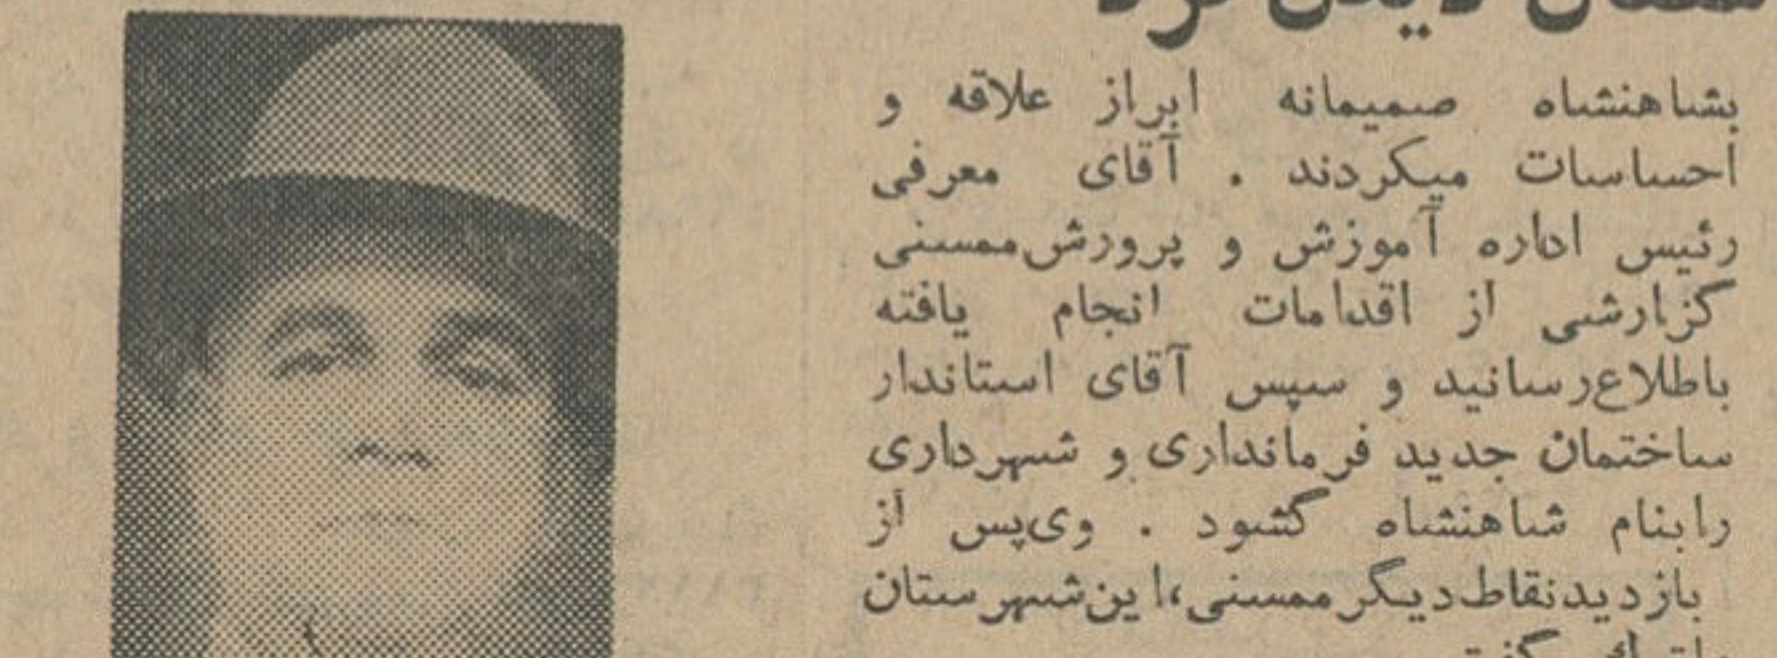 دیدن کرد
بشاهنشاه صمیمانه ابراز علاقه و
احساسات میکردند . آقای معرفی
رئیس اداره آموزش و پرورش ممسنی
گزارشی از اقدامات انجام یافته
باطلاع رسانید و سپس آقای استاندار
ساختمان جدید فرمانداری و شهرداری
رابنام شاهنشاه گشود . وی پس از
بازدید نقاط دیگر ممسنی، این شهرستان